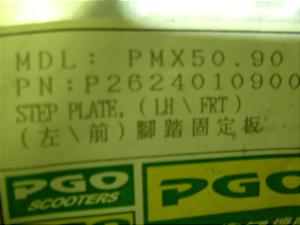 MDL: PMX50.90
PN:P2624010900
STEP PLATE, (LH\FRT)
(左\前)腳踏固定板
PGO PGO
SCOOTERS